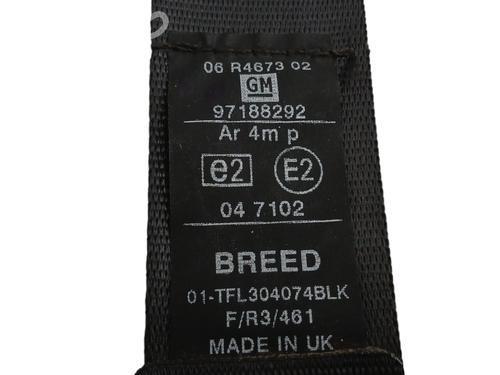 06 R4673 02
GM
97188292
Ar 4m p
e2 E2
04 7102
BREED
01-TFL304074BLK
F/R3/461
MADE IN UK